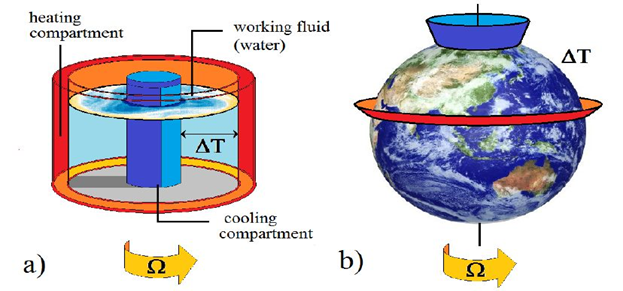 heating
compartment
working fluid
(water)
ΔT
cooling
compartment
a)
Ω
ΔT
b)
Ω